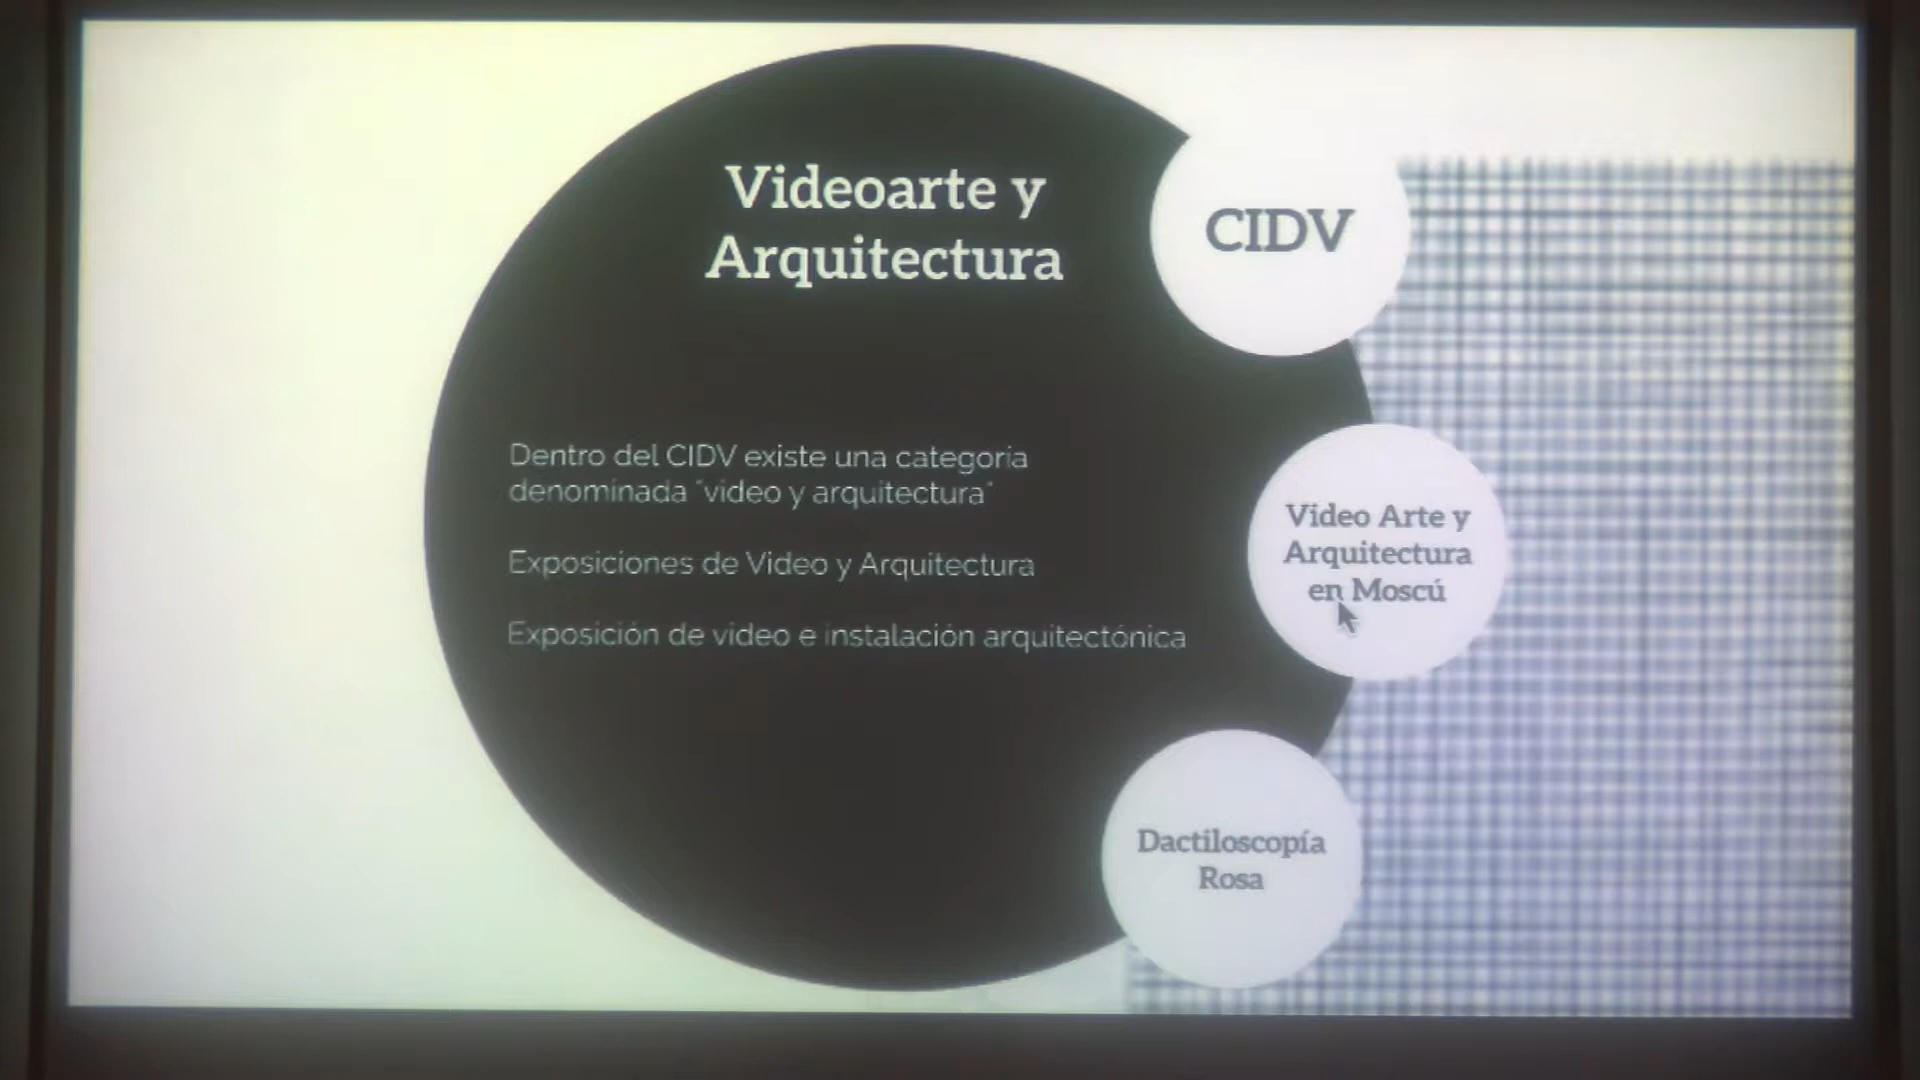 Videoarte y
Arquitectura
Dentro del CIDV existe una categoría
denominada "video y arquitectura"
Exposiciones de Video y Arquitectura
Exposición de video e instalación arquitectónica
CIDV
Video Arte y
Arquitectura
en Moscú
Dactiloscopía
Rosa